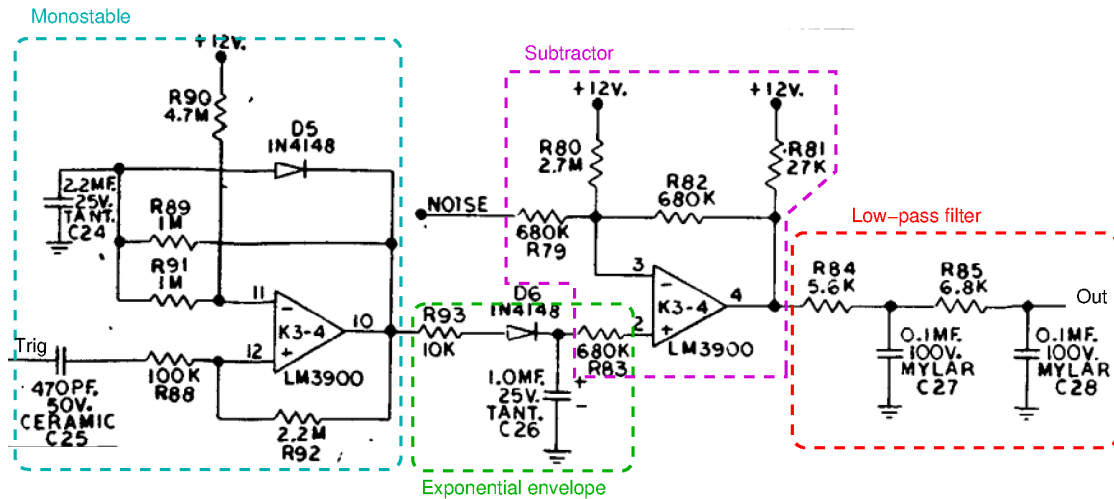 Monostable
+12V.
R90
4.7M
D5
1N4148
2.2MF.
25V.
TANT.
C24
R89
1M
R91
1M
11
-
K3-4
+
10
12
LM3900
Trig
100K
R88
470PF.
50V.
CERAMIC
C25
2.2M
R92
Subtractor
+12V.
+12V.
R80
2.7M
R81
27K
R82
680K
NOISE
680K
R79
3
-
K3-4
+
4
2
LM3900
R93
10K
D6
1N4148
680K
R83
1.0MF.
25V.
TANT.
C26
+
-
Exponential envelope
Low-pass filter
R84
5.6K
R85
6.8K
Out
0.1MF.
100V.
MYLAR
C27
0.1MF.
100V.
MYLAR
C28